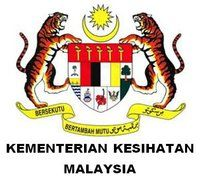 BERSEKUTU BERTAMBAH MUTU
KEMENTERIAN KESIHATAN
MALAYSIA